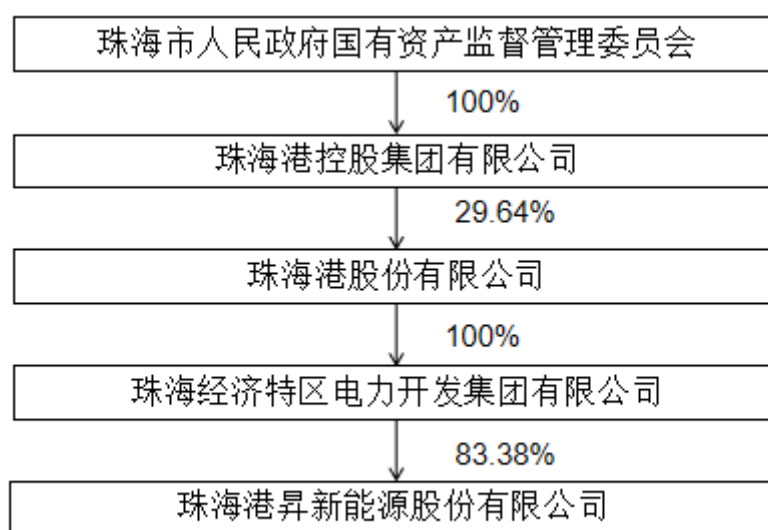 珠海市人民政府国有资产监督管理委员会
100%
珠海港控股集团有限公司
29.64%
珠海港股份有限公司
100%
珠海经济特区电力开发集团有限公司
83.38%
珠海港昇新能源股份有限公司